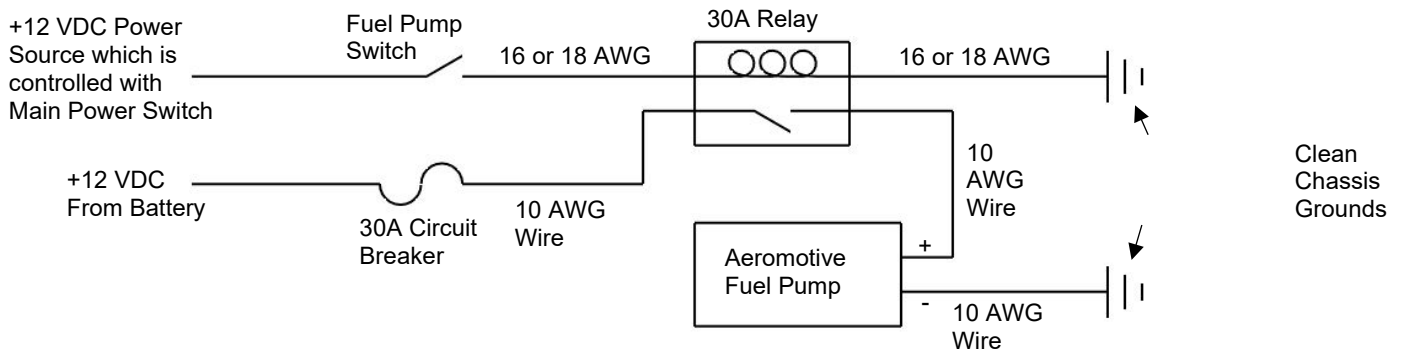 +12 VDC Power
Source which is
controlled with
Main Power Switch
Fuel Pump
Switch
16 or 18 AWG
30A Relay
16 or 18 AWG
+12 VDC
From Battery
30A Circuit
Breaker
10 AWG
Wire
10
AWG
Wire
Clean
Chassis
Grounds
Aeromotive
Fuel Pump
+
-
10 AWG
Wire